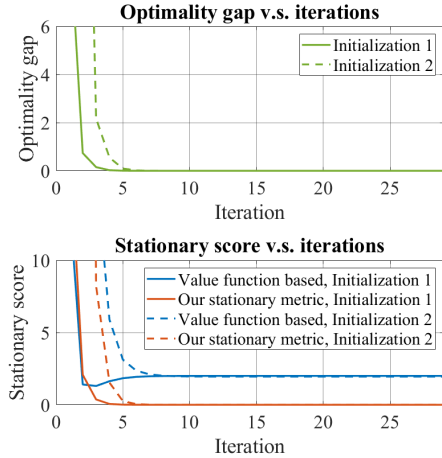 Optimality gap v.s. iterations
Optimality gap
6
4
2
0
Initialization 1
Initialization 2
0 5 10 15 20 25
Iteration
Stationary score v.s. iterations
Stationary score
10
5
0
Value function based, Initialization 1
Our stationary metric, Initialization 1
Value function based, Initialization 2
Our stationary metric, Initialization 2
0 5 10 15 20 25
Iteration